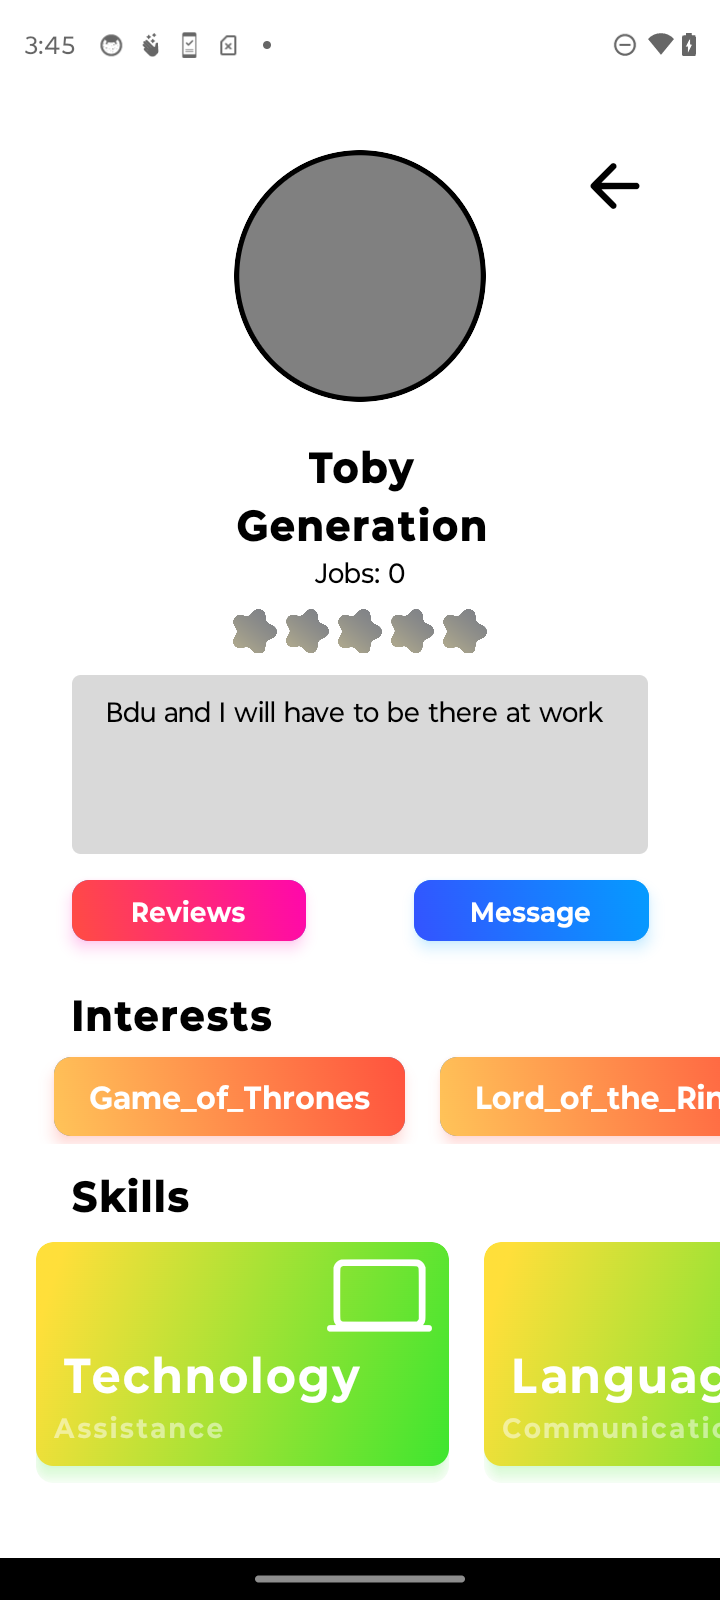 3:45
Toby
Generation
Jobs: 0
Bdu and I will have to be there at work
Reviews
Message
Interests
Game_of_Thrones
Lord_of_the_Rin
Skills
Technology
Assistance
Languag
Communicatio